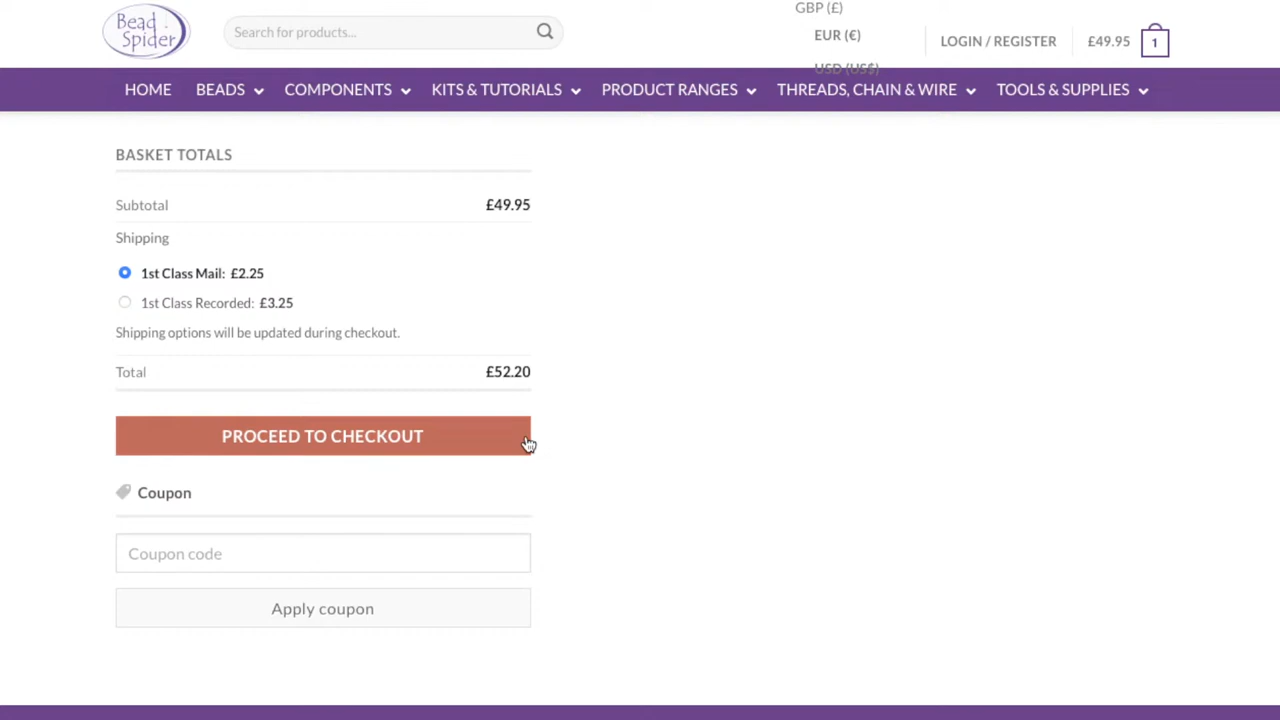 Bead
Spider
Search for products...
GBP (£)
EUR (€)
USD (US$)
LOGIN / REGISTER
£49.95
1
HOME
BEADS
COMPONENTS
KITS & TUTORIALS
PRODUCT RANGES
THREADS, CHAIN & WIRE
TOOLS & SUPPLIES
BASKET TOTALS
Subtotal £49.95
Shipping
1st Class Mail: £2.25
1st Class Recorded: £3.25
Shipping options will be updated during checkout.
Total £52.20
PROCEED TO CHECKOUT
Coupon
Coupon code
Apply coupon